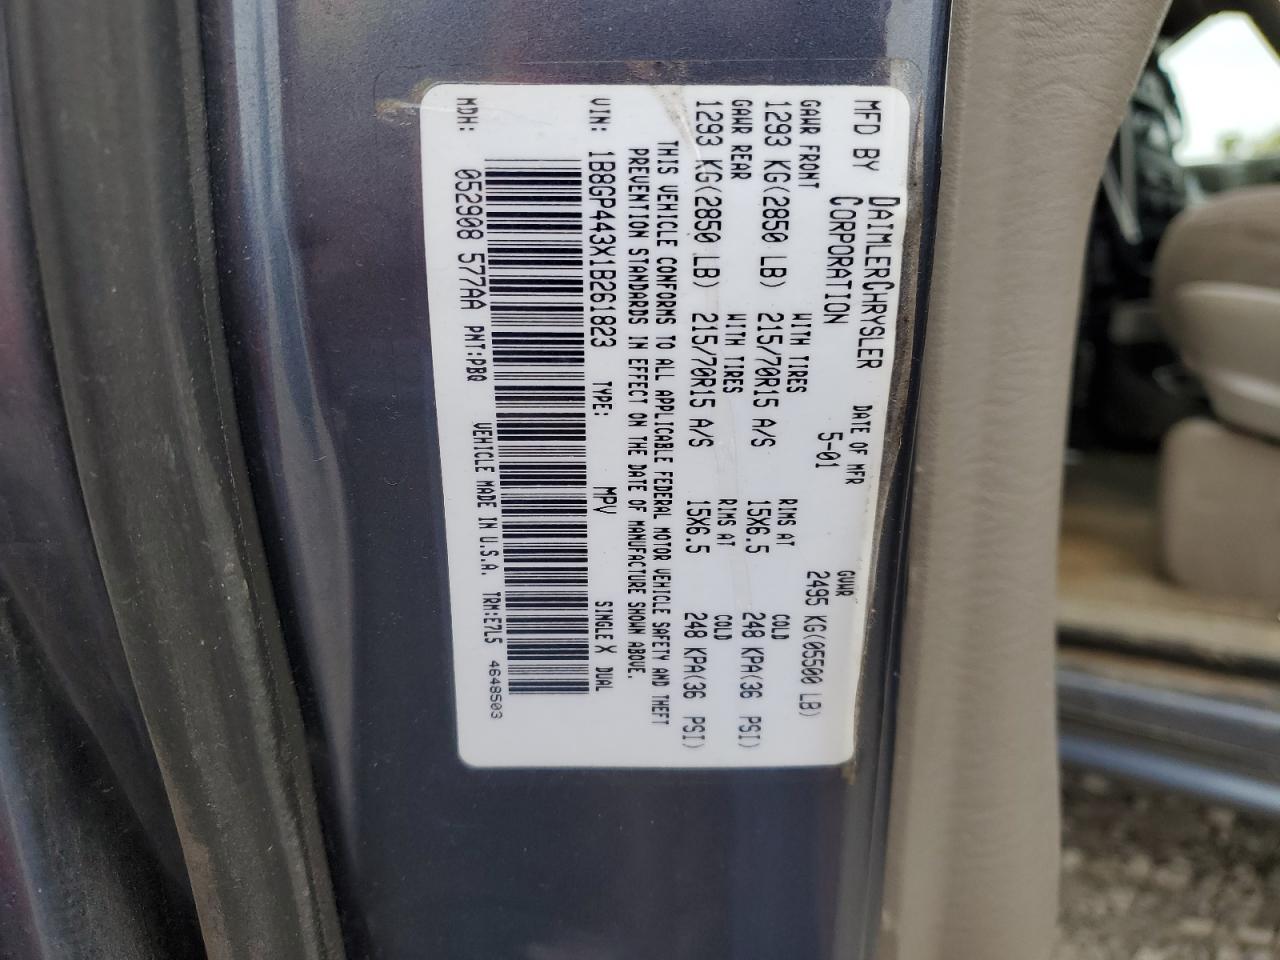 MFD BY DAIMLERCHRYSLER CORPORATION DATE OF MFR 5-01 GVWR 2495 KG(05500 LB)
GAWR FRONT WITH TIRES RIMS AT COLD
1293 KG(2850 LB) 215/70R15 A/S 15X6.5 248 KPA(36 PSI)
GAWR REAR WITH TIRES RIMS AT COLD
1293 KG(2850 LB) 215/70R15 A/S 15X6.5 248 KPA(36 PSI)
THIS VEHICLE CONFORMS TO ALL APPLICABLE FEDERAL MOTOR VEHICLE SAFETY AND THEFT
PREVENTION STANDARDS IN EFFECT ON THE DATE OF MANUFACTURE SHOWN ABOVE.
VIN: 1B8GP443X1B261823 TYPE: MPV SINGLE X DUAL
MDH: 052908 577AA PNT:PBQ VEHICLE MADE IN U.S.A. TRM:E7L5 4648503